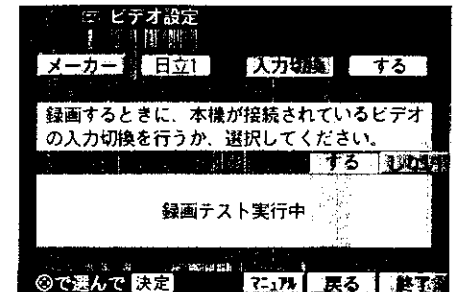 ビデオ設定
メーカー 日立1 入力切換 する
録画するときに、本機が接続されているビデオ
の入力切換を行うか、選択してください。
する しない
録画テスト実行中
で選んで 決定 マニュアル 戻る 終了